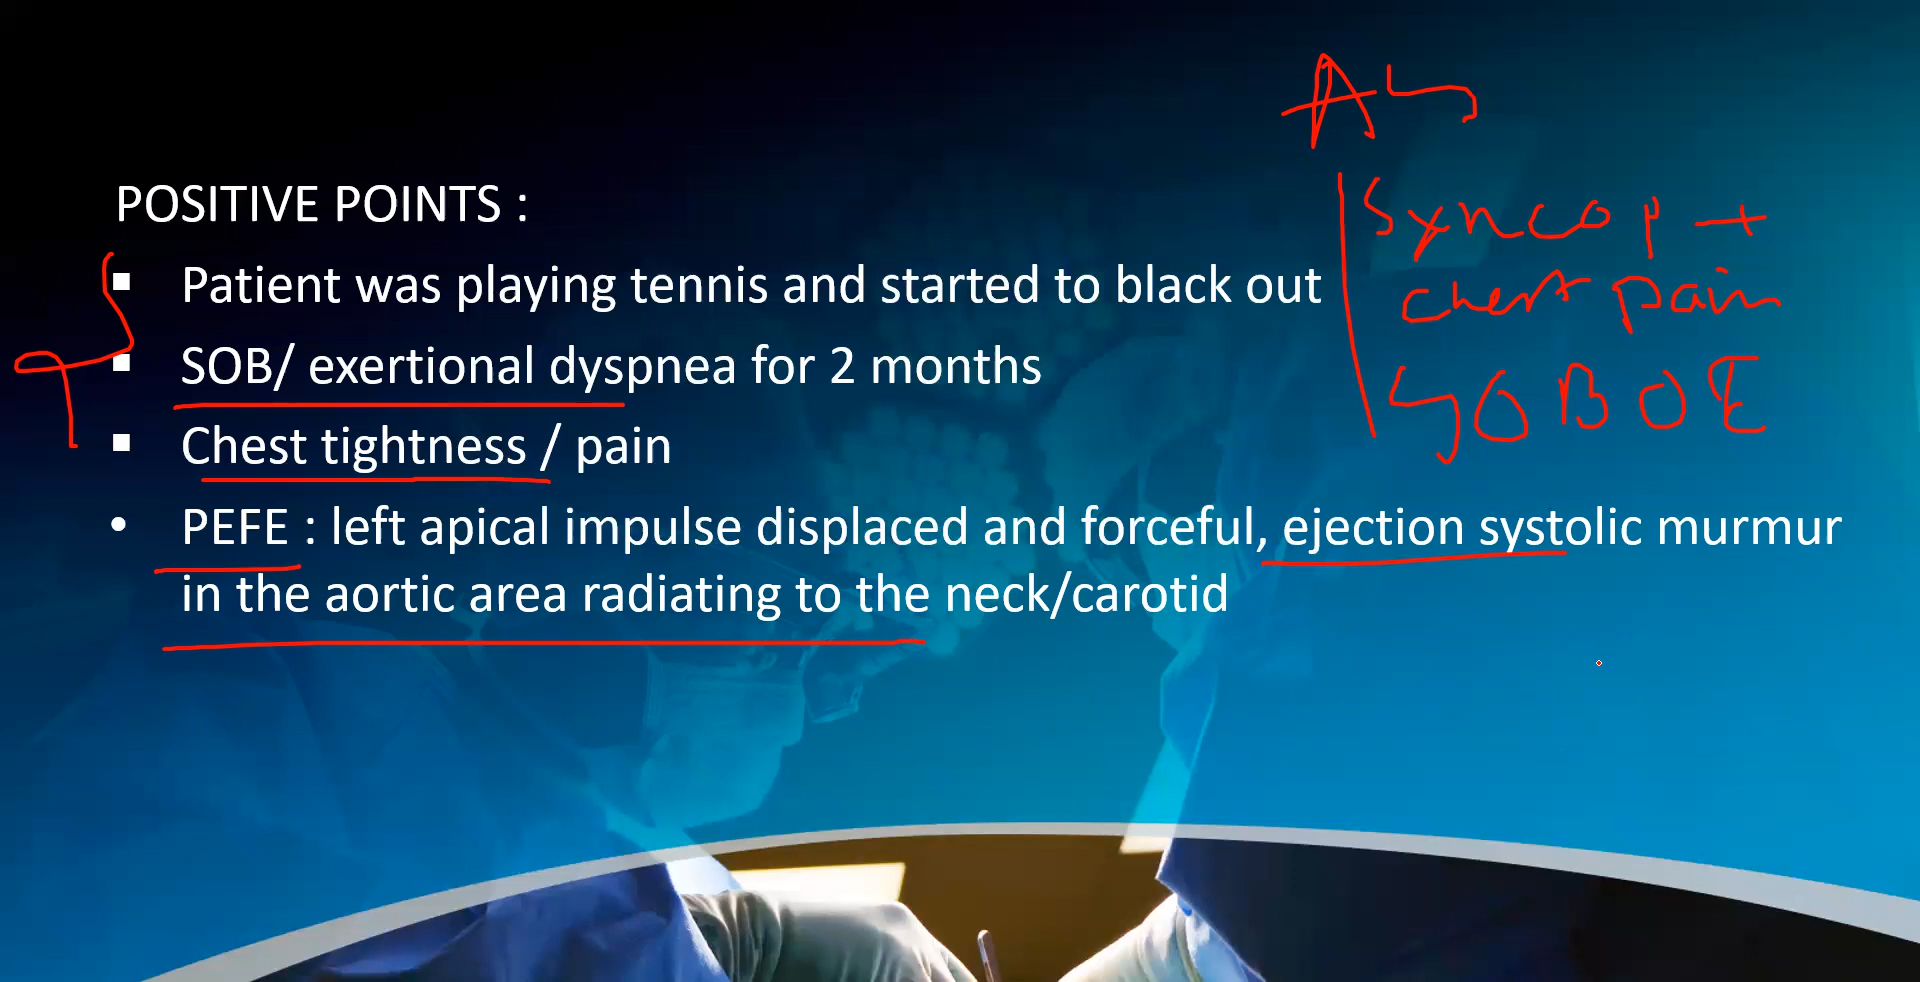 AS
POSITIVE POINTS :
Syncop +
▪ Patient was playing tennis and started to black out
chest pain
▪ SOB/ exertional dyspnea for 2 months
SOBOE
▪ Chest tightness / pain
• PEFE : left apical impulse displaced and forceful, ejection systolic murmur
in the aortic area radiating to the neck/carotid